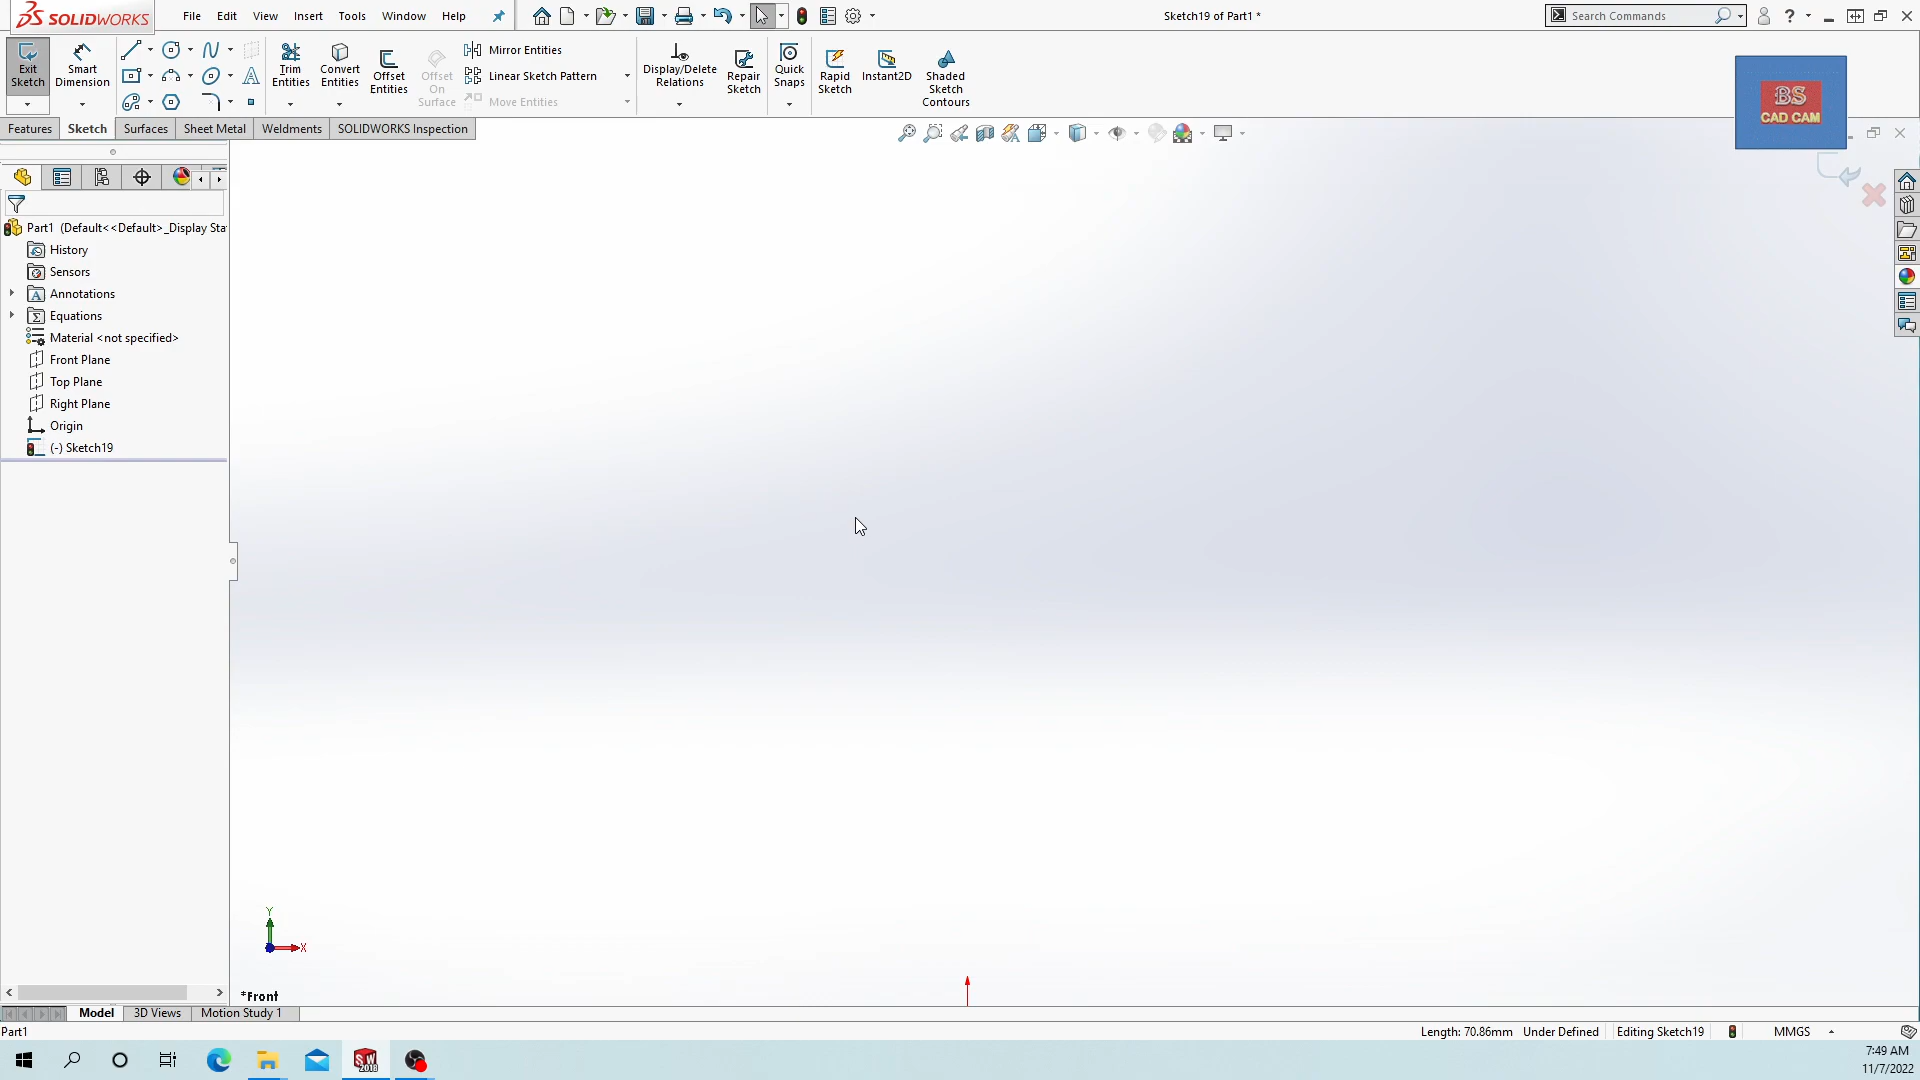 SOLIDWORKS
File Edit View Insert Tools Window Help
Sketch19 of Part1 *
Search Commands
Exit Sketch
Smart Dimension
Trim Entities
Convert Entities
Offset Entities
Offset On Surface
Mirror Entities
Linear Sketch Pattern
Move Entities
Display/Delete Relations
Repair Sketch
Quick Snaps
Rapid Sketch
Instant2D
Shaded Sketch Contours
BS
CAD CAM
Features Sketch Surfaces Sheet Metal Weldments SOLIDWORKS Inspection
Part1 (Default<<Default>_Display Sta
History
Sensors
Annotations
Equations
Material <not specified>
Front Plane
Top Plane
Right Plane
Origin
(-) Sketch19
Y
X
*Front
Model 3D Views Motion Study 1
Part1
Length: 70.86mm Under Defined Editing Sketch19 MMGS
SW 2018
7:49 AM
11/7/2022